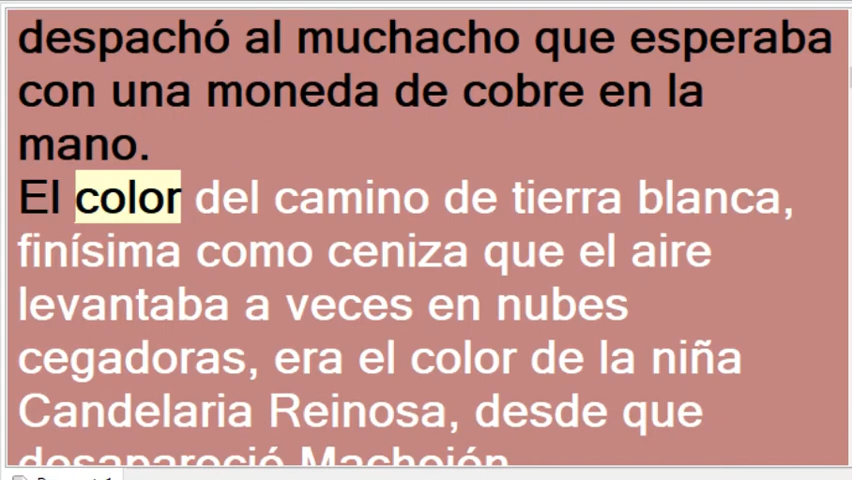 despachó al muchacho que esperaba
con una moneda de cobre en la
mano.
El color del camino de tierra blanca,
finísima como ceniza que el aire
levantaba a veces en nubes
cegadoras, era el color de la niña
Candelaria Reinosa, desde que
desapareció Machojón